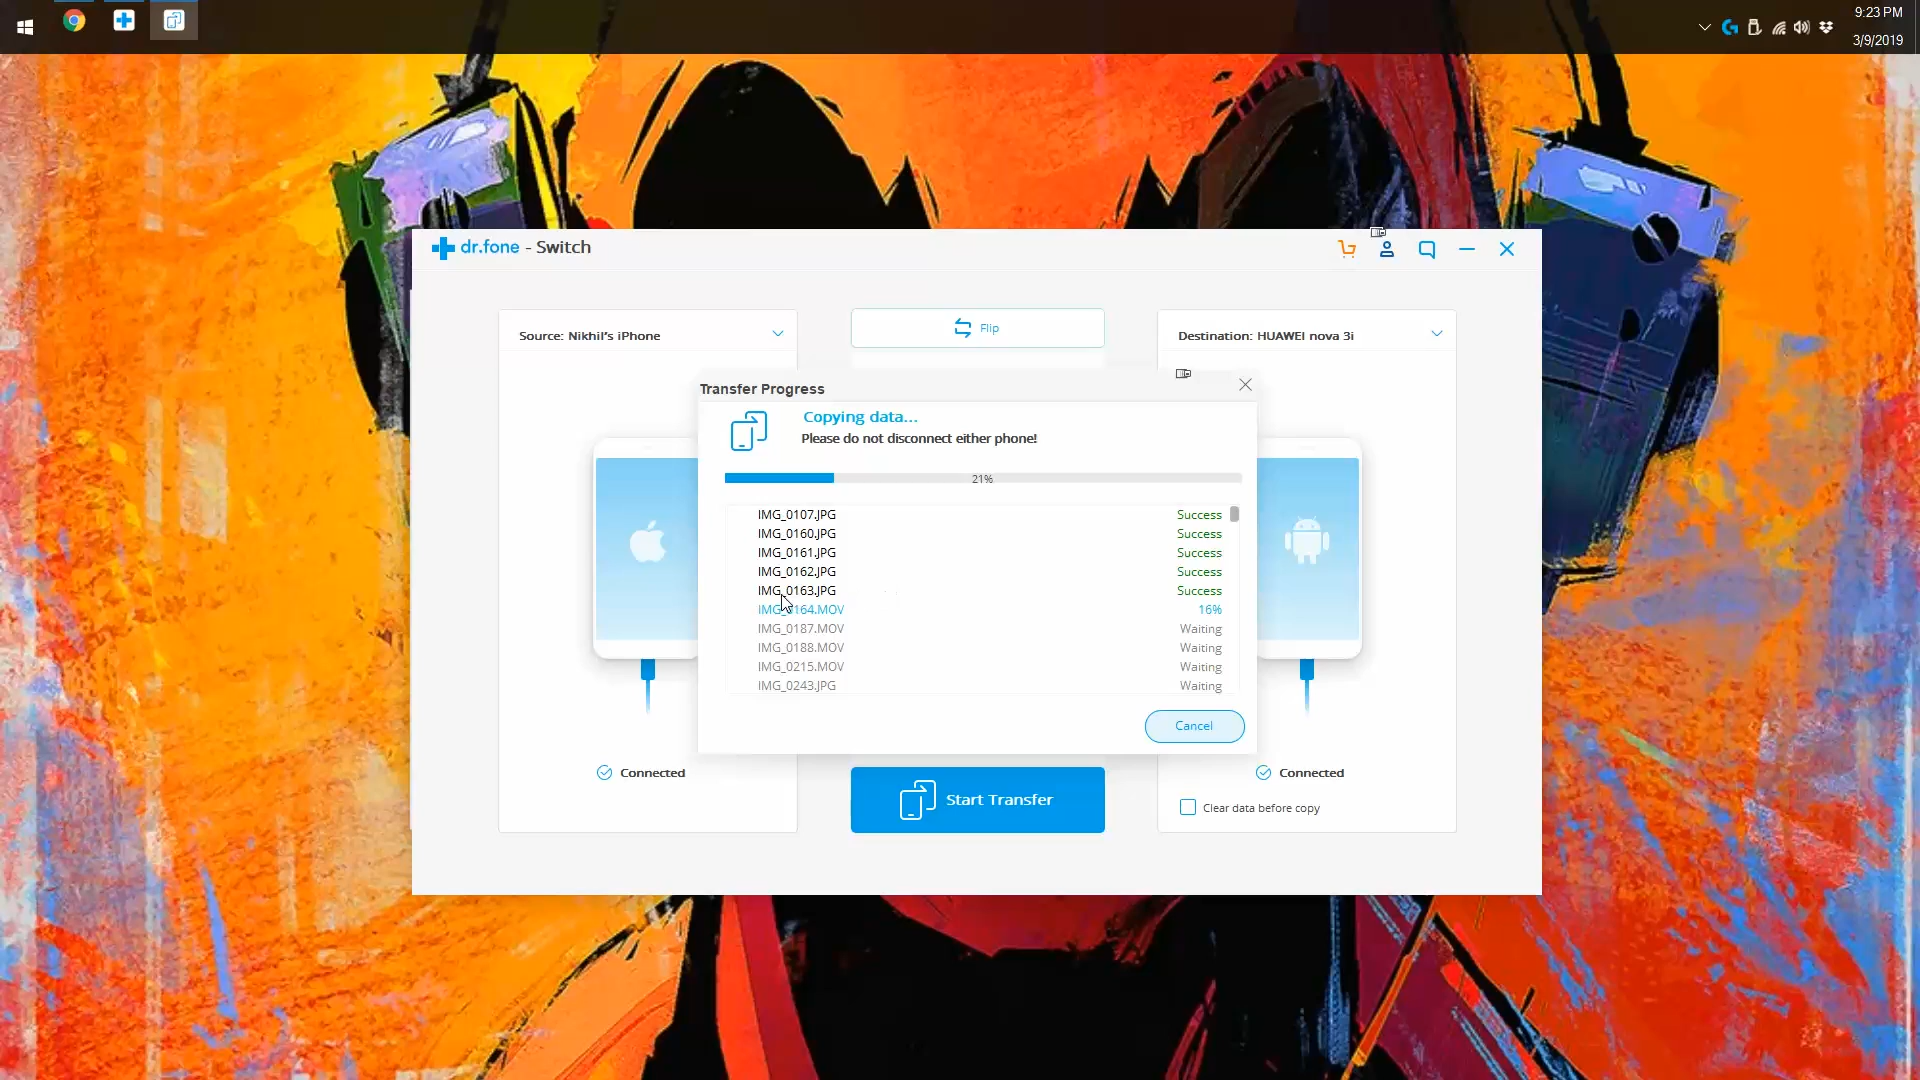 9:23 PM
3/9/2019
dr.fone - Switch
Source: Nikhil's iPhone
Flip
Destination: HUAWEI nova 3i
Transfer Progress
Copying data...
Please do not disconnect either phone!
21%
IMG_0107.JPG Success
IMG_0160.JPG Success
IMG_0161.JPG Success
IMG_0162.JPG Success
IMG_0163.JPG Success
IMG_0164.MOV 16%
IMG_0187.MOV Waiting
IMG_0188.MOV Waiting
IMG_0215.MOV Waiting
IMG_0243.JPG Waiting
Cancel
Connected
Connected
Start Transfer
Clear data before copy